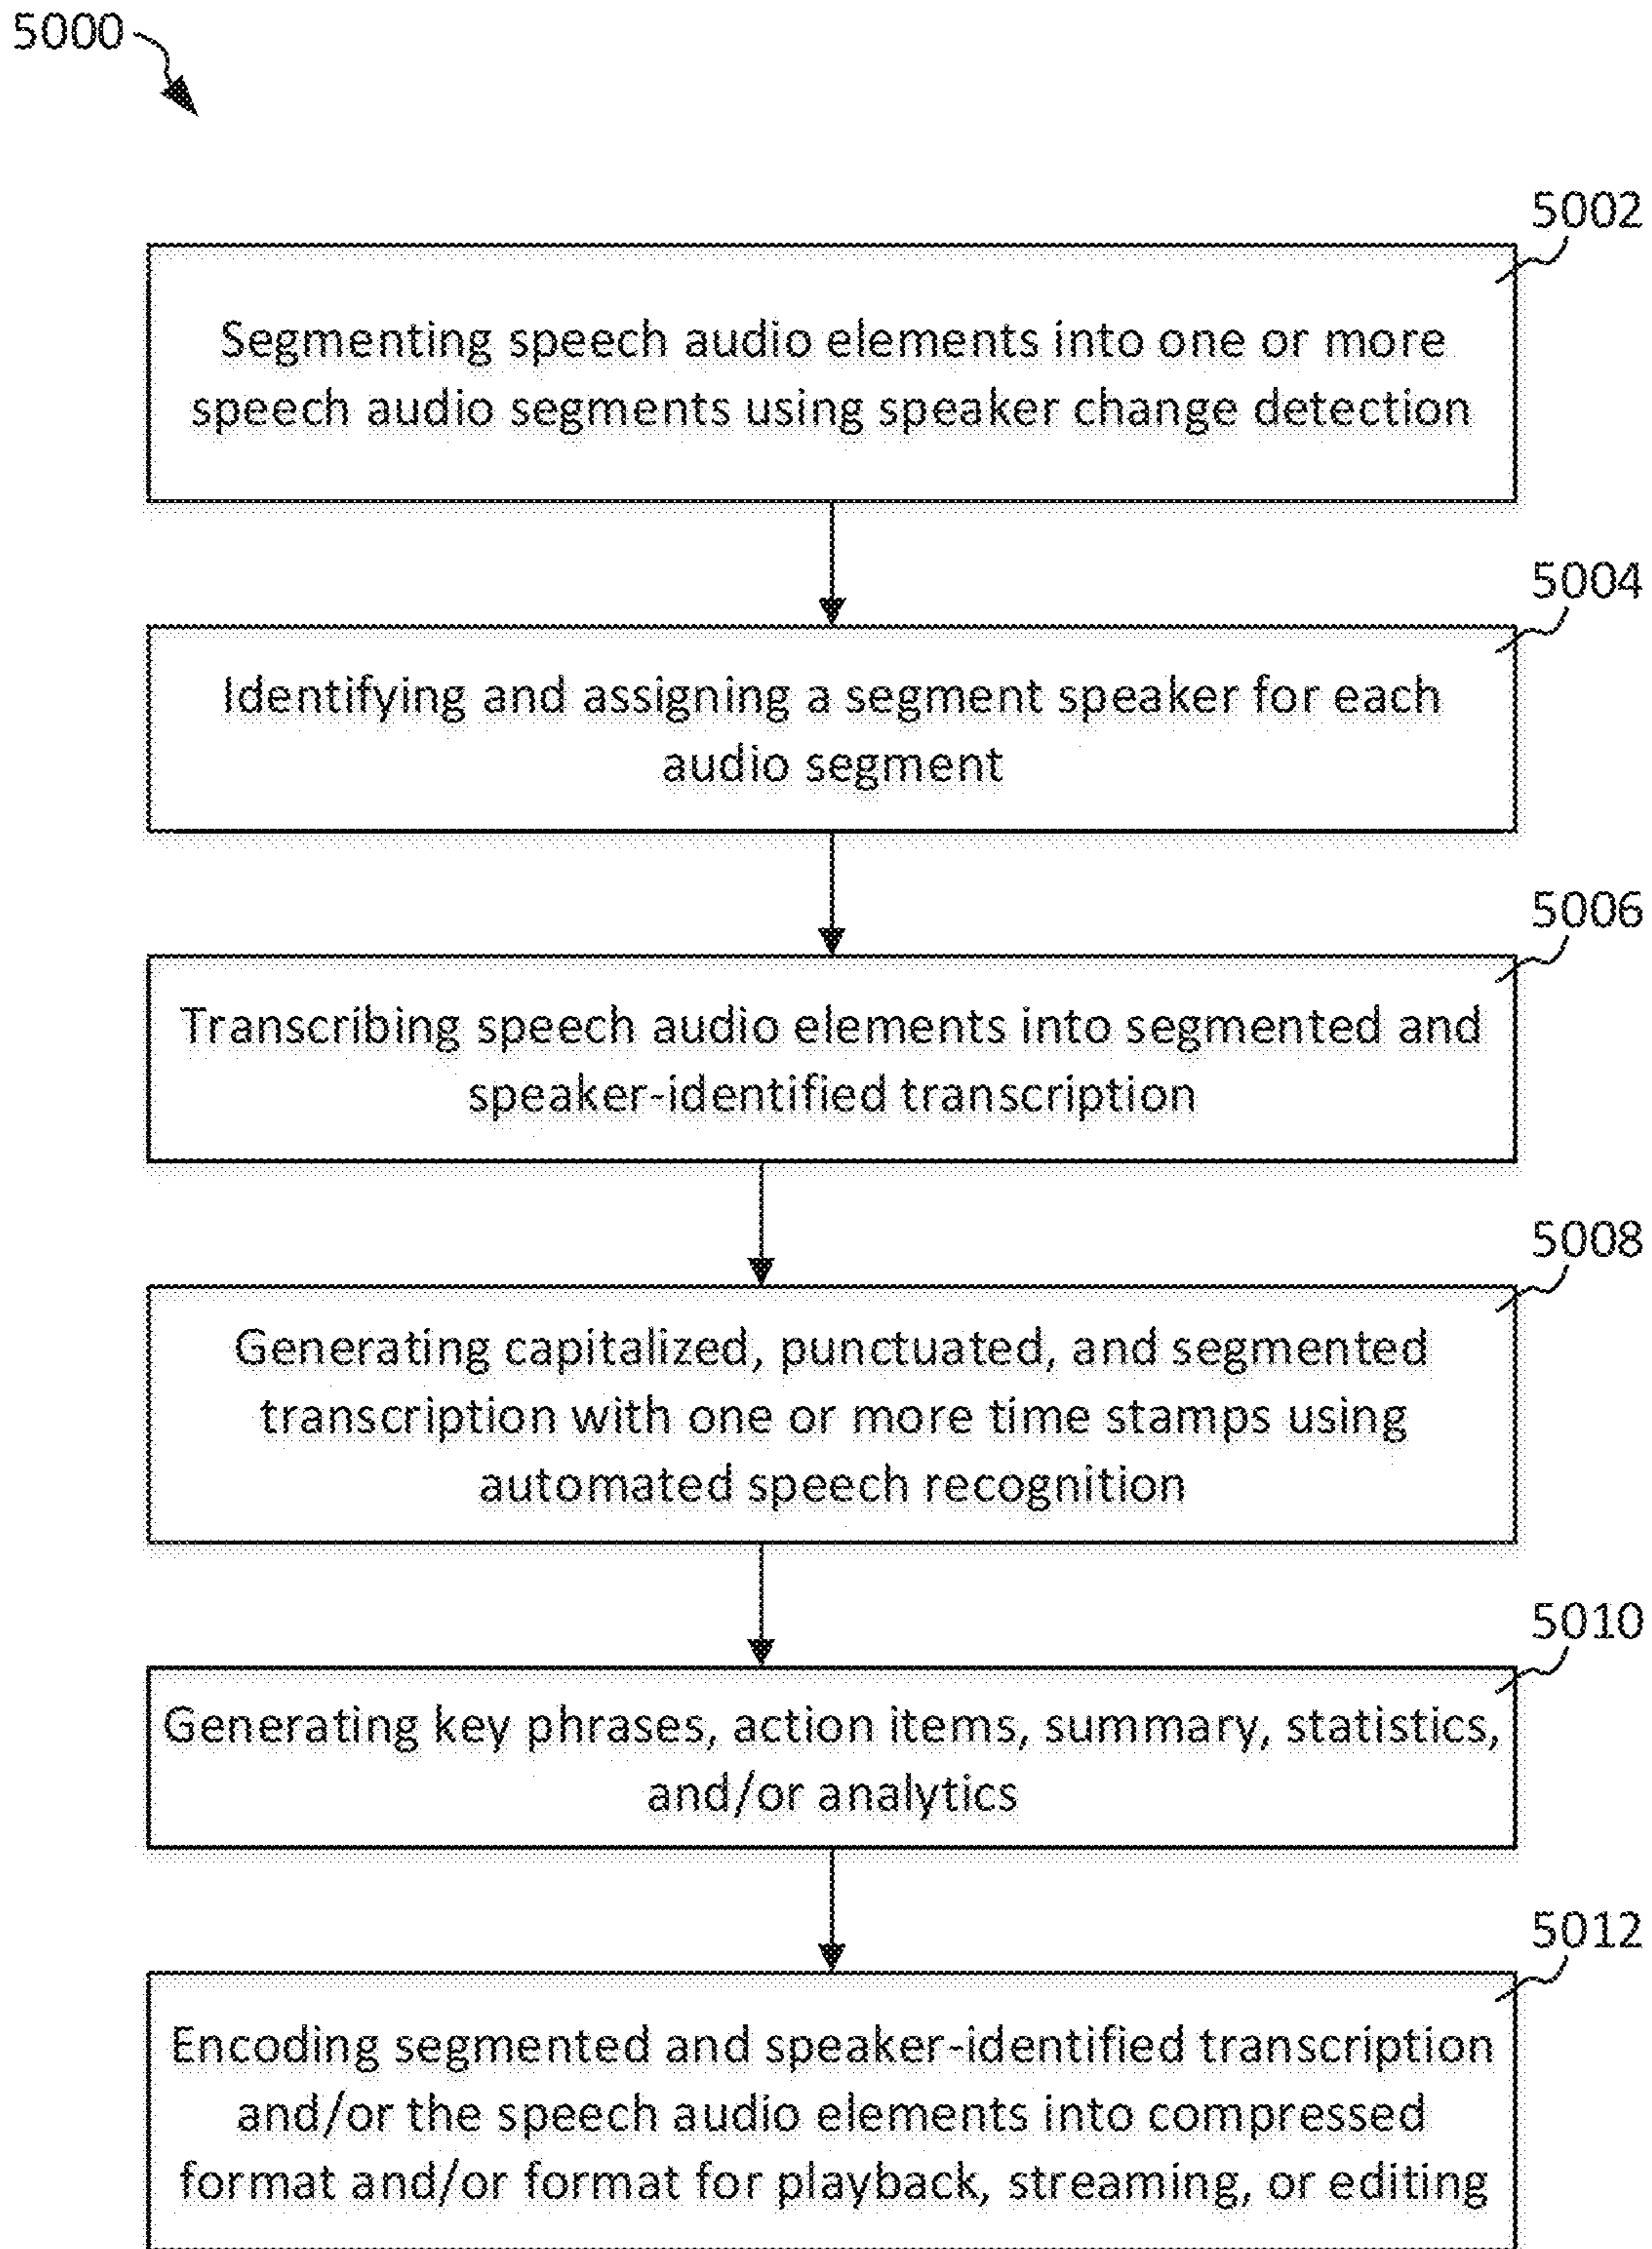 5000
5002
Segmenting speech audio elements into one or more
speech audio segments using speaker change detection
5004
Identifying and assigning a segment speaker for each
audio segment
5006
Transcribing speech audio elements into segmented and
speaker-identified transcription
5008
Generating capitalized, punctuated, and segmented
transcription with one or more time stamps using
automated speech recognition
5010
Generating key phrases, action items, summary, statistics,
and/or analytics
5012
Encoding segmented and speaker-identified transcription
and/or the speech audio elements into compressed
format and/or format for playback, streaming, or editing